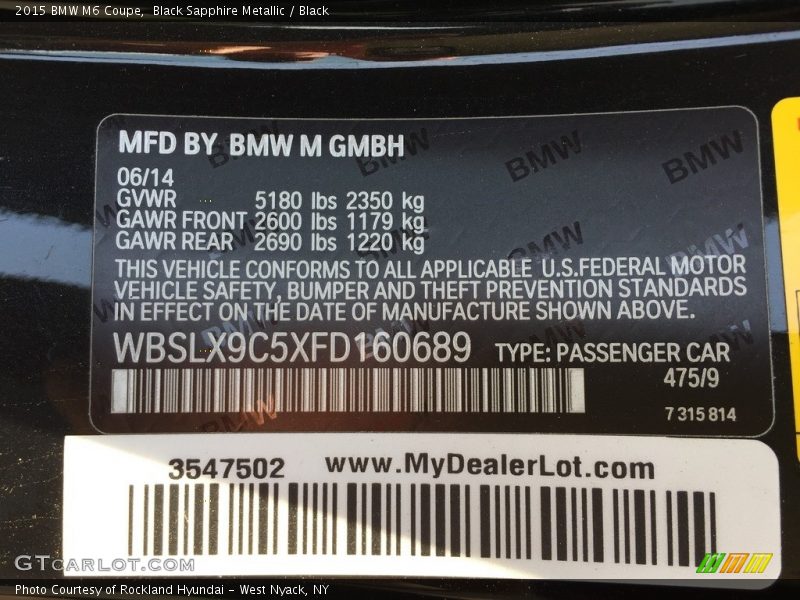 2015 BMW M6 Coupe, Black Sapphire Metallic / Black
MFD BY BMW M GMBH
06/14
GVWR 5180 lbs 2350 kg
GAWR FRONT 2600 lbs 1179 kg
GAWR REAR 2690 lbs 1220 kg
THIS VEHICLE CONFORMS TO ALL APPLICABLE U.S.FEDERAL MOTOR
VEHICLE SAFETY, BUMPER AND THEFT PREVENTION STANDARDS
IN EFFECT ON THE DATE OF MANUFACTURE SHOWN ABOVE.
WBSLX9C5XFD160689 TYPE: PASSENGER CAR
475/9
7 315 814
3547502 www.MyDealerLot.com
GTcarlot.com
Photo Courtesy of Rockland Hyundai - West Nyack, NY